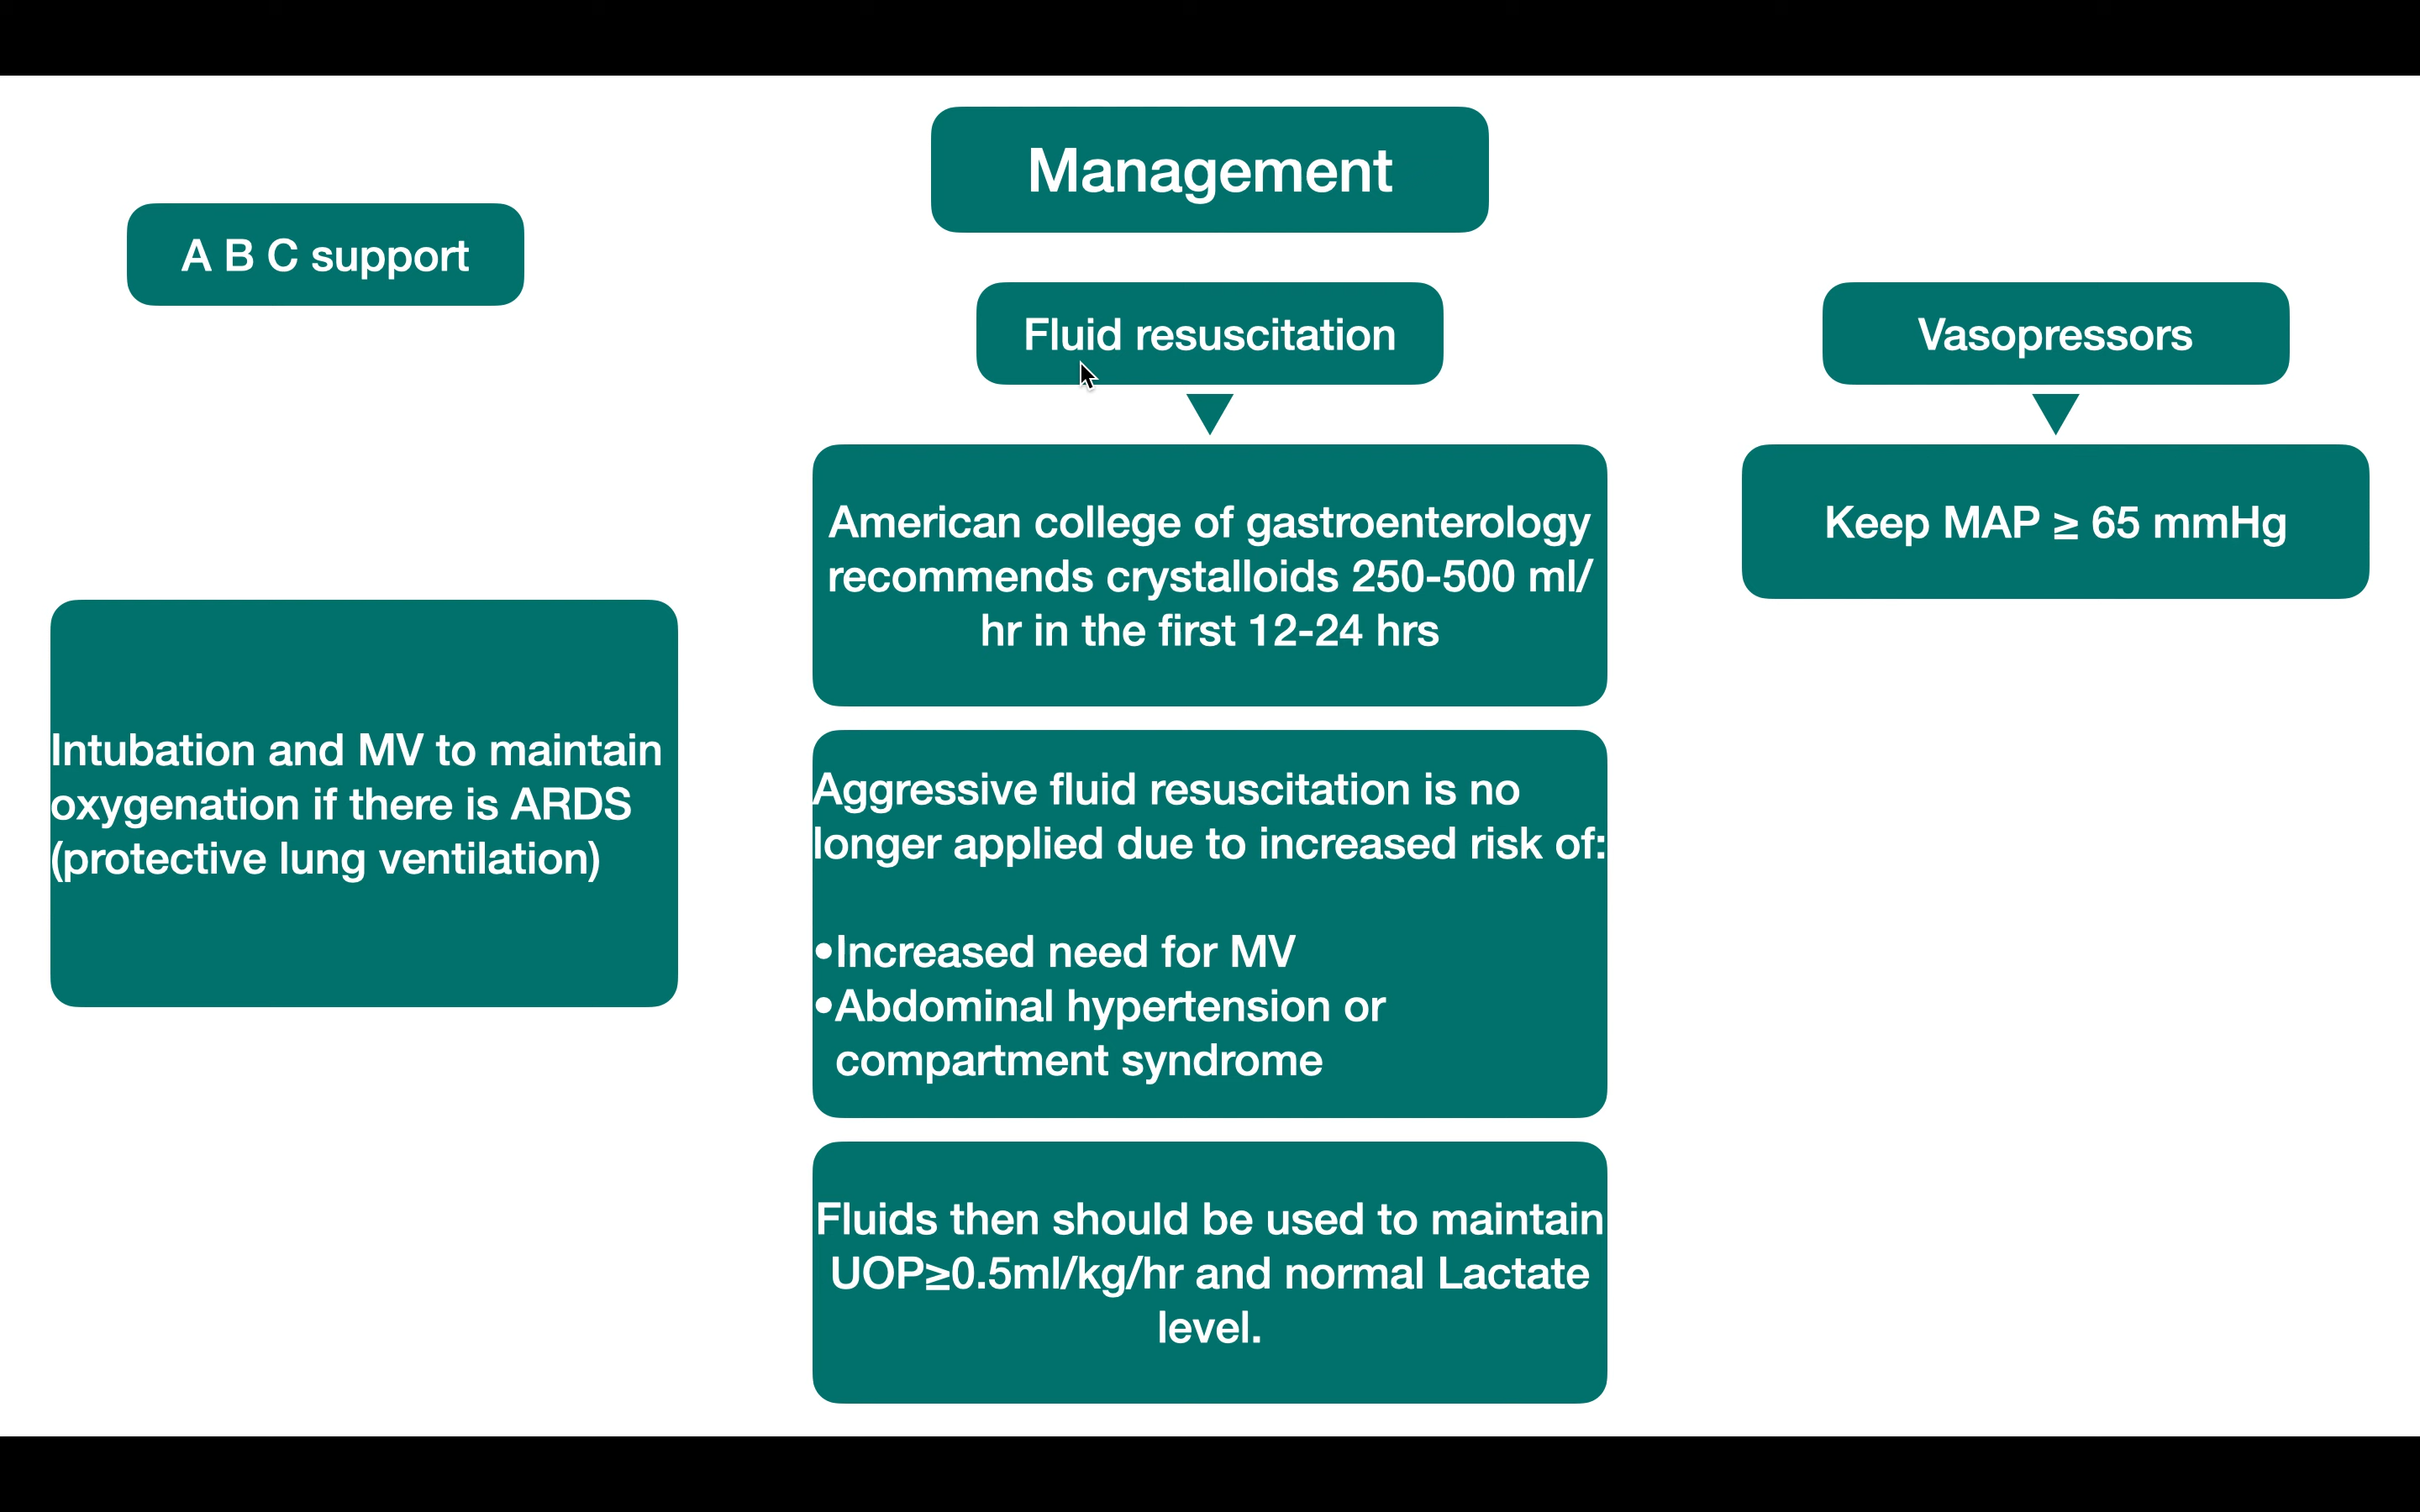 Management
A B C support
Intubation and MV to maintain
oxygenation if there is ARDS
(protective lung ventilation)
Fluid resuscitation
American college of gastroenterology
recommends crystalloids 250-500 ml/
hr in the first 12-24 hrs
Aggressive fluid resuscitation is no
longer applied due to increased risk of:
•Increased need for MV
•Abdominal hypertension or
compartment syndrome
Fluids then should be used to maintain
UOP≥0.5ml/kg/hr and normal Lactate
level.
Vasopressors
Keep MAP ≥ 65 mmHg